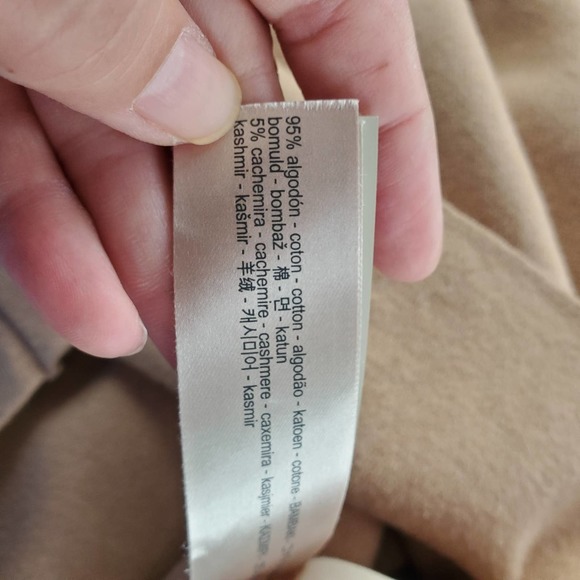 95% algodón - coton - cotton - algodão - katoen - cotone -
bomuld - bombaž - 棉 - 면 - katun
5% cachemira - cachemire - cashmere - caxemira - kasjmier -
kashmir - kašmir - 羊绒 - 캐시미어 - kasmir